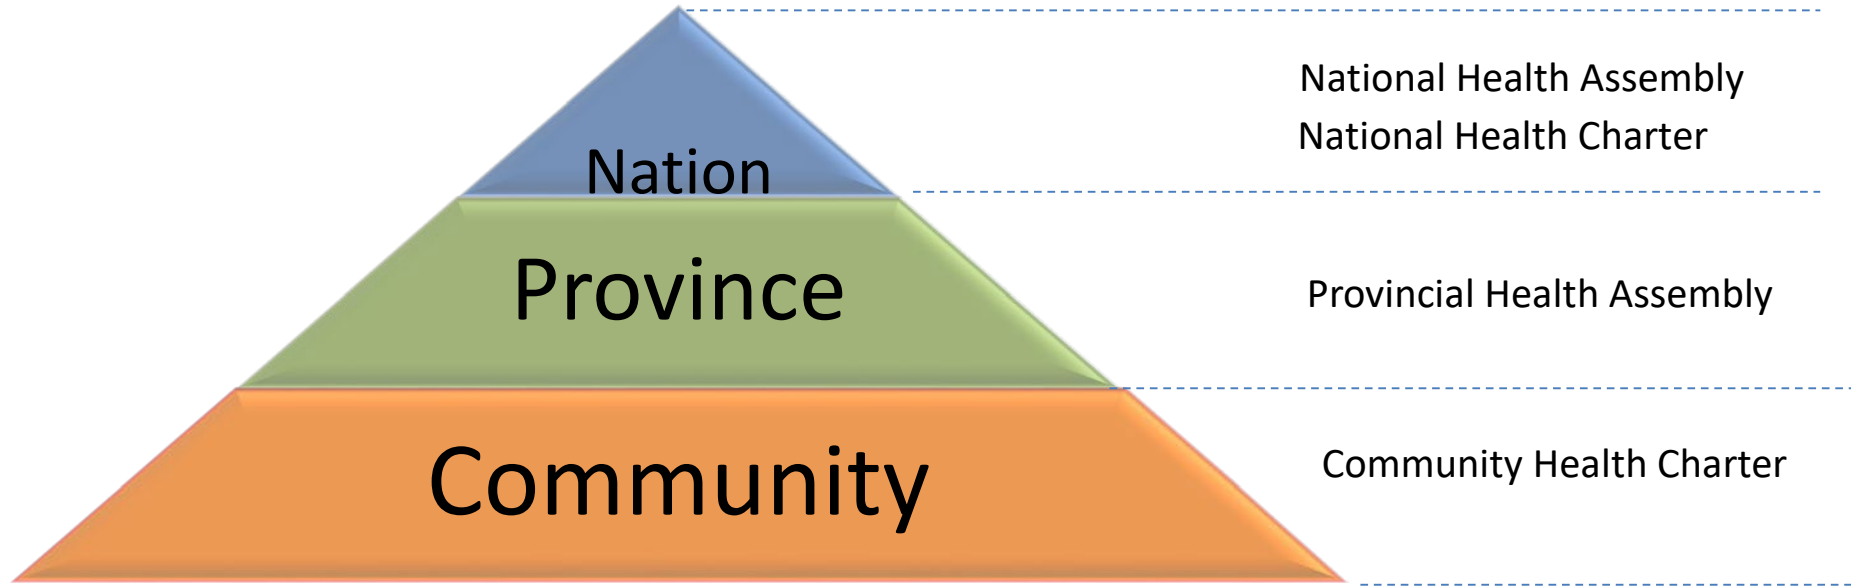 National Health Assembly
National Health Charter
Nation
Province
Provincial Health Assembly
Community
Community Health Charter